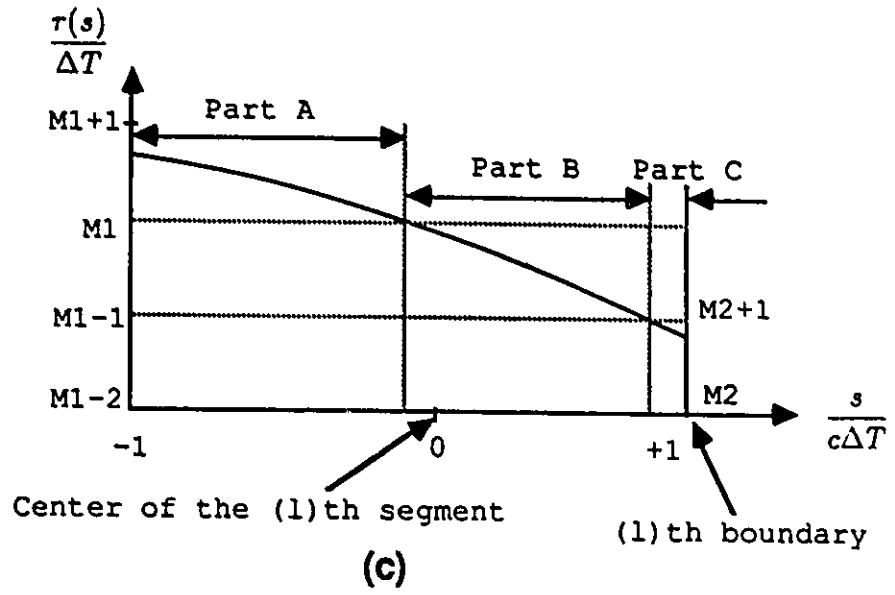 τ(s)
ΔT
Part A
M1+1
Part B
Part C
M1
M1-1
M2+1
M1-2
M2
s
cΔT
-1
0
+1
Center of the (l)th segment
(l)th boundary
(c)